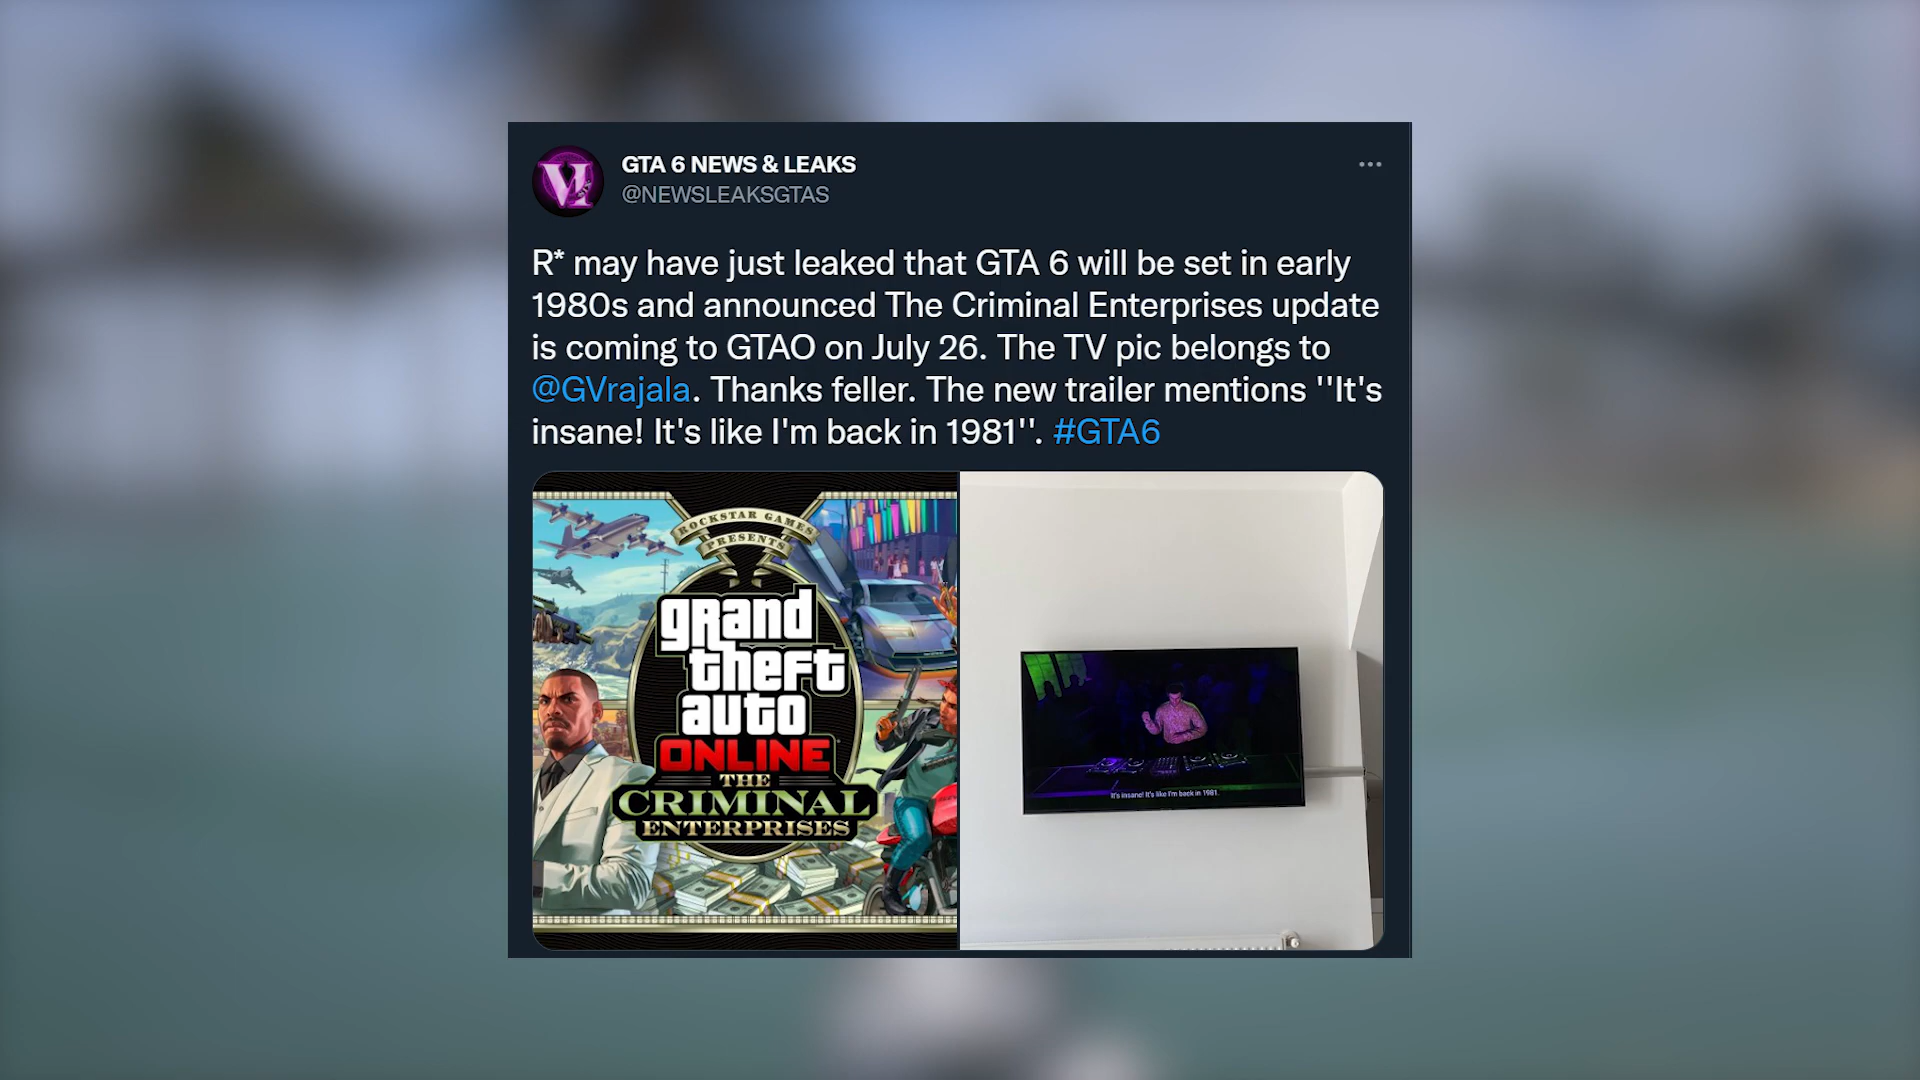 GTA 6 NEWS & LEAKS
@NEWSLEAKSGTAS
R* may have just leaked that GTA 6 will be set in early
1980s and announced The Criminal Enterprises update
is coming to GTAO on July 26. The TV pic belongs to
@GVrajala. Thanks feller. The new trailer mentions ''It's
insane! It's like I'm back in 1981''. #GTA6
ROCKSTAR GAMES
PRESENTS
grand
theft
auto
ONLINE
THE
CRIMINAL
ENTERPRISES
It's insane! It's like I'm back in 1981.
VI